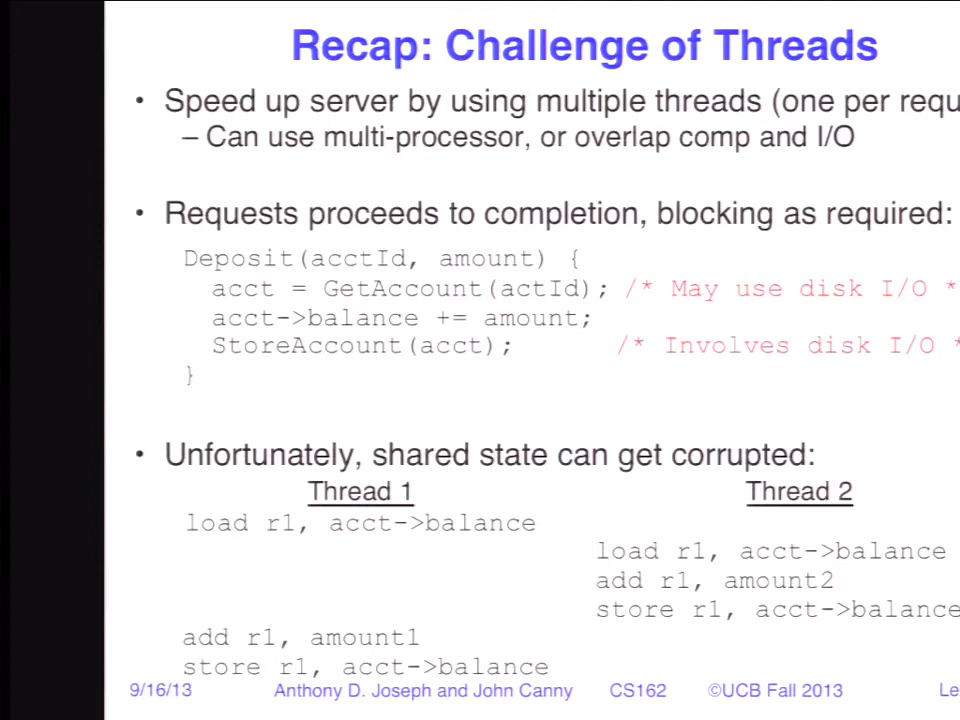 Recap: Challenge of Threads
• Speed up server by using multiple threads (one per requ
– Can use multi-processor, or overlap comp and I/O
• Requests proceeds to completion, blocking as required:
Deposit(acctId, amount) {
acct = GetAccount(actId); /* May use disk I/O *
acct->balance += amount;
StoreAccount(acct); /* Involves disk I/O *
}
• Unfortunately, shared state can get corrupted:
Thread 1 Thread 2
load r1, acct->balance
load r1, acct->balance
add r1, amount2
store r1, acct->balance
add r1, amount1
store r1, acct->balance
9/16/13 Anthony D. Joseph and John Canny CS162 ©UCB Fall 2013 Le